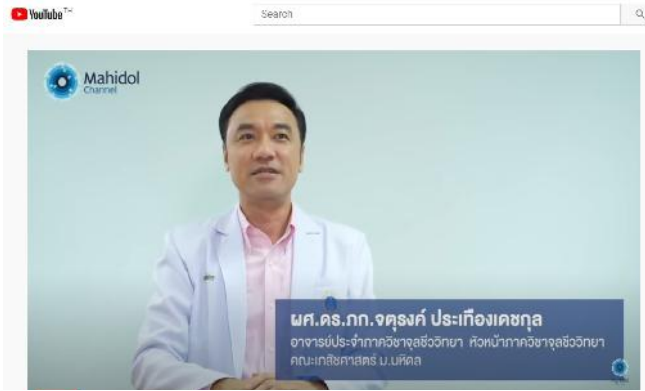 YouTube TH
Search
Mahidol
Channel
ผศ.ดร.ภก.จตุรงค์ ประเทืองเดชกุล
อาจารย์ประจำภาควิชาจุลชีววิทยา หัวหน้าภาควิชาจุลชีววิทยา
คณะเภสัชศาสตร์ ม.มหิดล